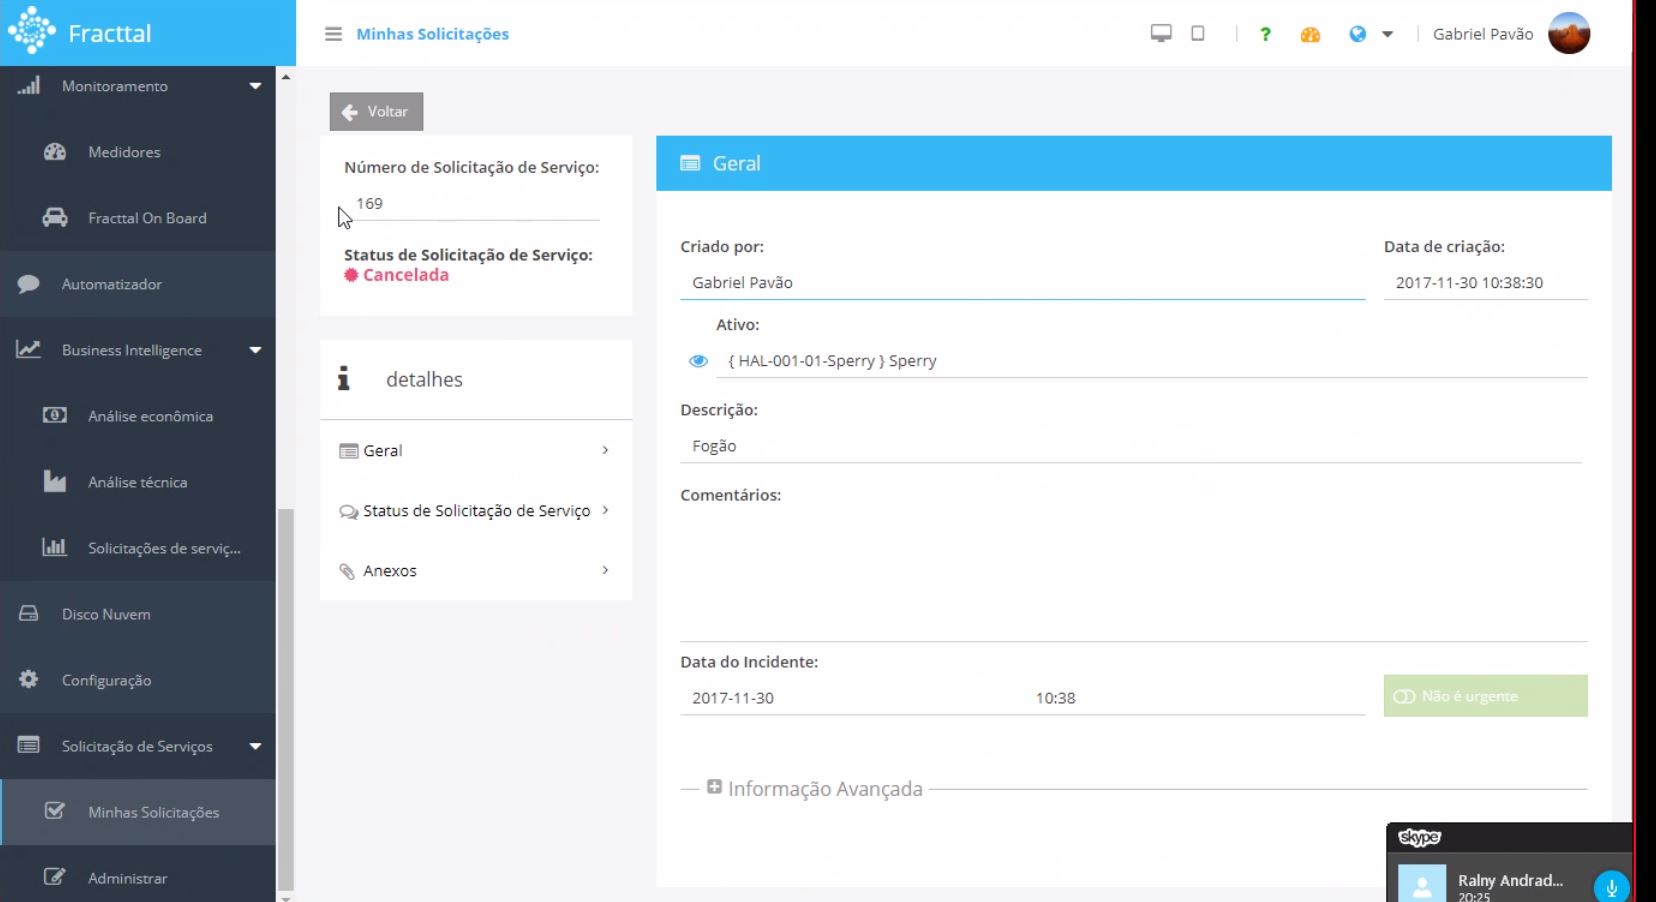 Fracttal
Minhas Solicitações
?
Gabriel Pavão
Monitoramento
Medidores
Fracttal On Board
Automatizador
Business Intelligence
Análise econômica
Análise técnica
Solicitações de serviç...
Disco Nuvem
Configuração
Solicitação de Serviços
Minhas Solicitações
Administrar
Voltar
Número de Solicitação de Serviço:
169
Status de Solicitação de Serviço:
Cancelada
detalhes
Geral
Status de Solicitação de Serviço
Anexos
Geral
Criado por:
Data de criação:
Gabriel Pavão
2017-11-30 10:38:30
Ativo:
{ HAL-001-01-Sperry } Sperry
Descrição:
Fogão
Comentários:
Data do Incidente:
2017-11-30
10:38
Não é urgente
Informação Avançada
skype
Ralny Andrad...
20:25